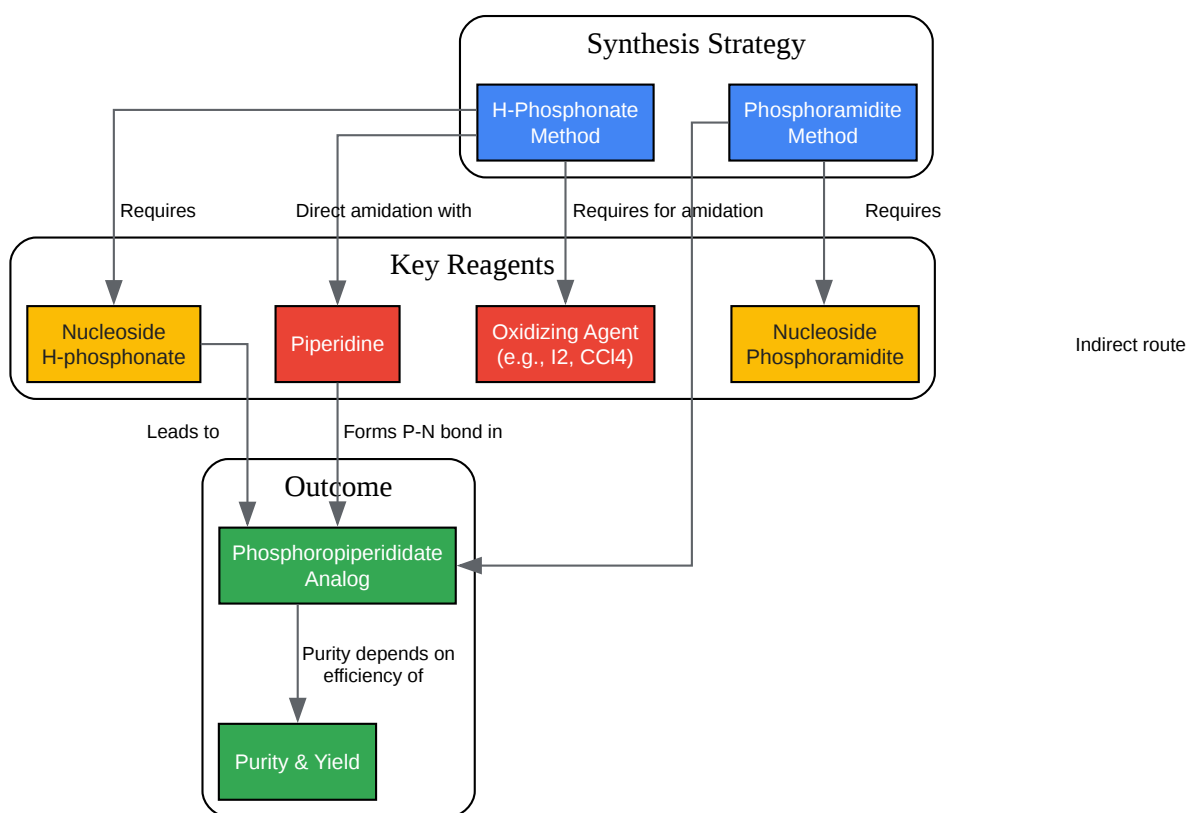 Synthesis Strategy
H-Phosphonate
Method
Phosphoramidite
Method
Requires
Direct amidation with
Requires for amidation
Requires
Key Reagents
Nucleoside
H-phosphonate
Piperidine
Oxidizing Agent
(e.g., I2, CCl4)
Nucleoside
Phosphoramidite
Indirect route
Leads to
Forms P-N bond in
Outcome
Phosphoropiperididate
Analog
Purity depends on
efficiency of
Purity & Yield